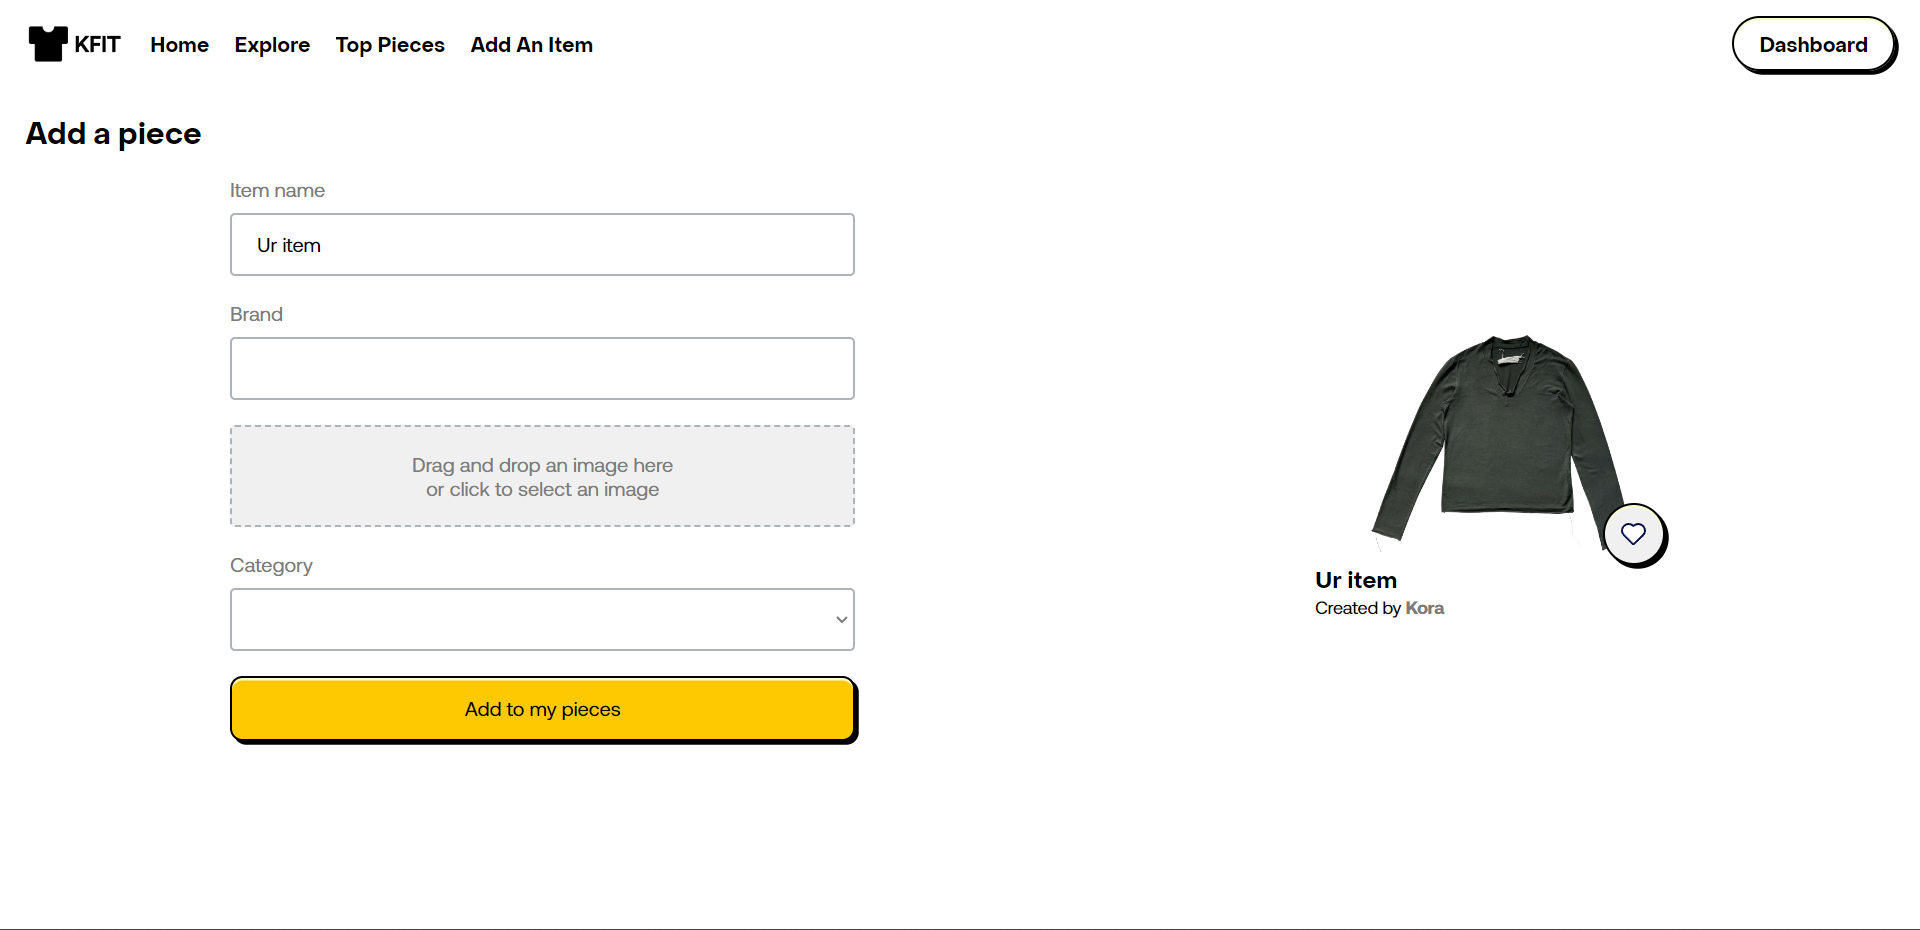 KFIT Home Explore Top Pieces Add An Item Dashboard
Add a piece
Item name
Ur item
Brand
Drag and drop an image here
or click to select an image
Category
Add to my pieces
Ur item
Created by Kora